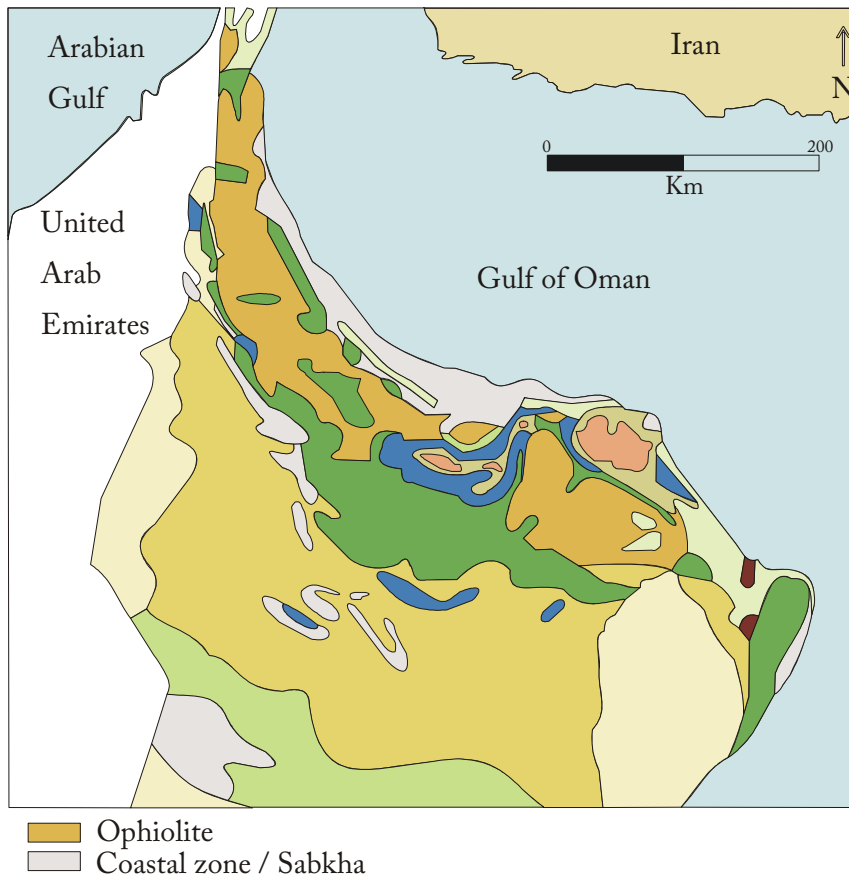 Arabian
Gulf
Iran
N
0
200
Km
United
Arab
Emirates
Gulf of Oman
Ophiolite
Coastal zone / Sabkha